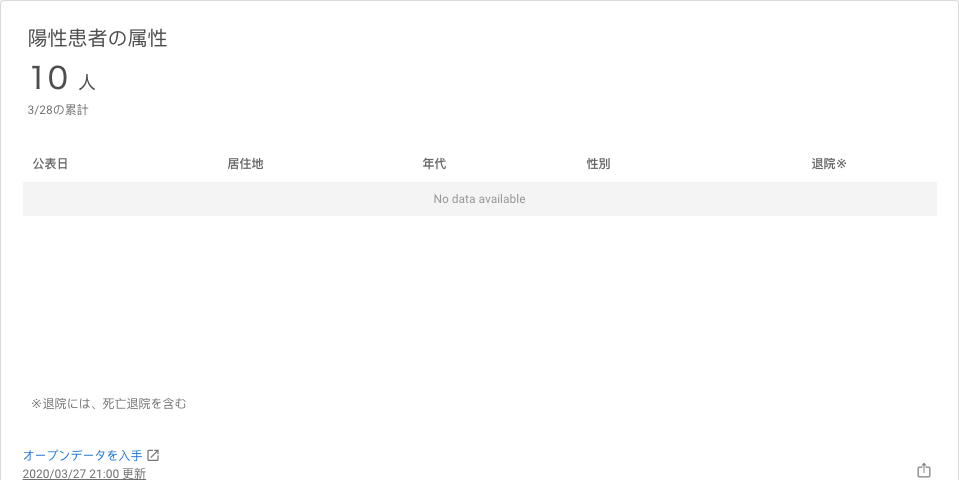 陽性患者の属性
10 人
3/28の累計
公表日 居住地 年代 性別 退院※
No data available
※退院には、死亡退院を含む
オープンデータを入手
2020/03/27 21:00 更新